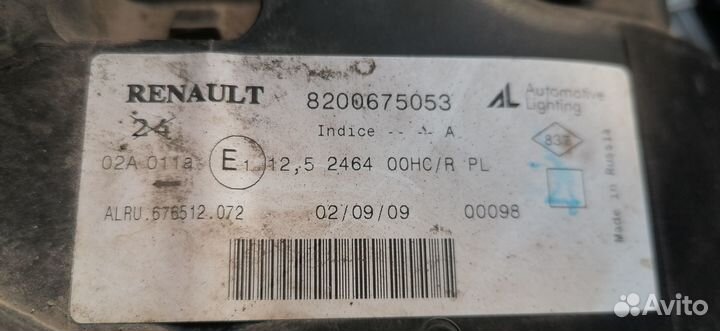 RENAULT 8200675053 AL Automotive Lighting
24 Indice -- - A
02A 011a E1 12,5 2464 00HC/R PL
ALRU.676512.072 02/09/09 00098
Made in Russia
Avito